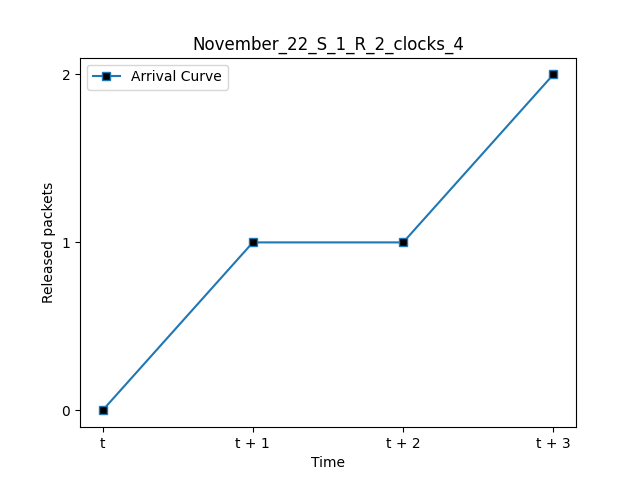 November_22_S_1_R_2_clocks_4
Arrival Curve
Released packets
2
1
0
t
t + 1
t + 2
t + 3
Time